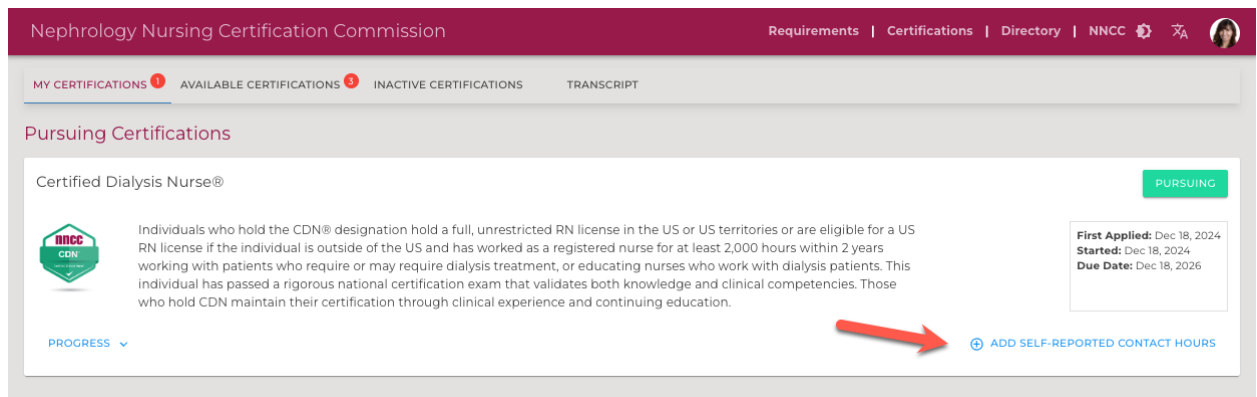 Nephrology Nursing Certification Commission
Requirements | Certifications | Directory | NNCC
MY CERTIFICATIONS 1 AVAILABLE CERTIFICATIONS 3 INACTIVE CERTIFICATIONS TRANSCRIPT
Pursuing Certifications
Certified Dialysis Nurse®
PURSUING
nncc
CDN
Individuals who hold the CDN® designation hold a full, unrestricted RN license in the US or US territories or are eligible for a US
RN license if the individual is outside of the US and has worked as a registered nurse for at least 2,000 hours within 2 years
working with patients who require or may require dialysis treatment, or educating nurses who work with dialysis patients. This
individual has passed a rigorous national certification exam that validates both knowledge and clinical competencies. Those
who hold CDN maintain their certification through clinical experience and continuing education.
First Applied: Dec 18, 2024
Started: Dec 18, 2024
Due Date: Dec 18, 2026
PROGRESS
ADD SELF-REPORTED CONTACT HOURS